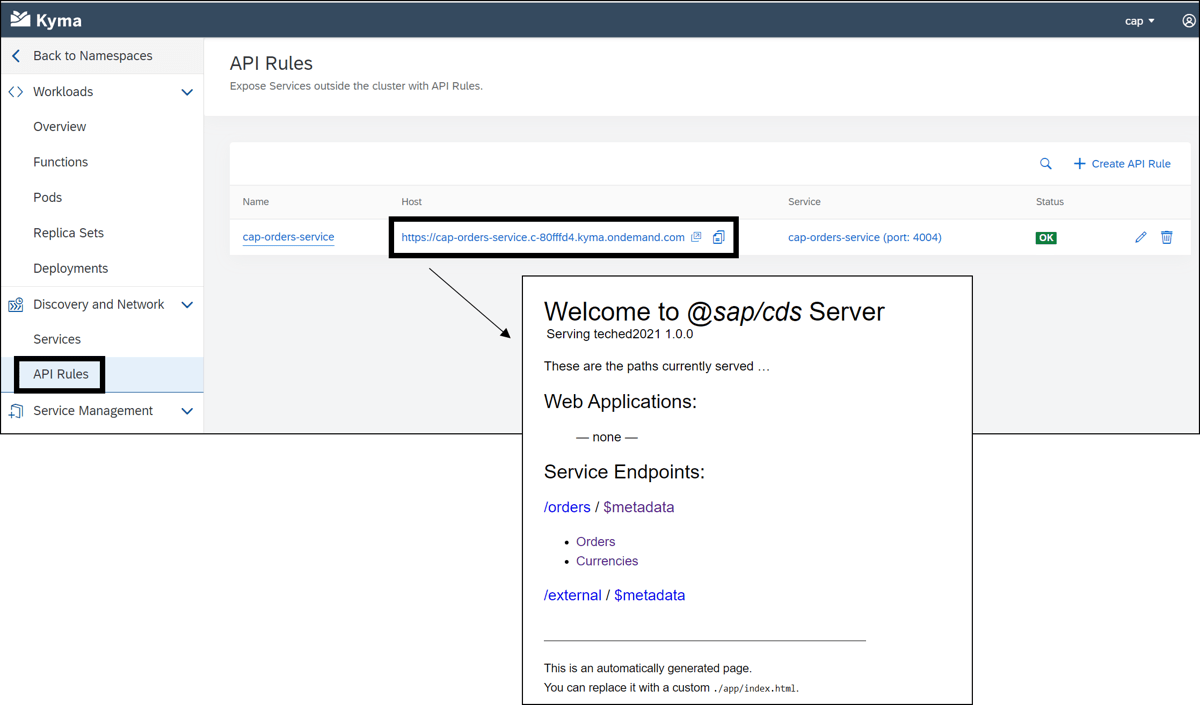 Kyma
cap
Back to Namespaces
Workloads
Overview
Functions
Pods
Replica Sets
Deployments
Discovery and Network
Services
API Rules
Service Management
API Rules
Expose Services outside the cluster with API Rules.
Create API Rule
Name Host Service Status
cap-orders-service https://cap-orders-service.c-80fffd4.kyma.ondemand.com cap-orders-service (port: 4004) OK
Welcome to @sap/cds Server
Serving teched2021 1.0.0
These are the paths currently served …
Web Applications:
— none —
Service Endpoints:
/orders / $metadata
• Orders
• Currencies
/external / $metadata
This is an automatically generated page.
You can replace it with a custom ./app/index.html.